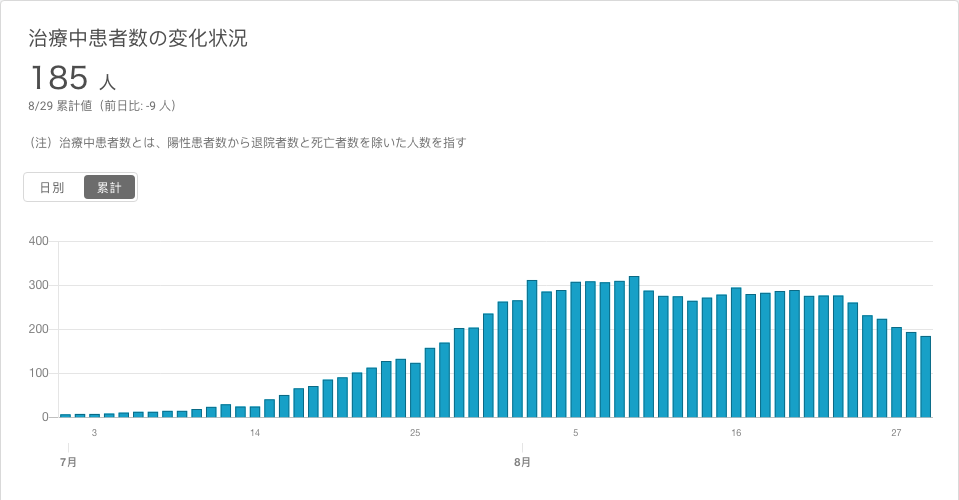 治療中患者数の変化状況
185 人
8/29 累計値（前日比: -9 人）
（注）治療中患者数とは、陽性患者数から退院者数と死亡者数を除いた人数を指す
日別 累計
400
300
200
100
0
3 14 25 5 16 27
7月 8月